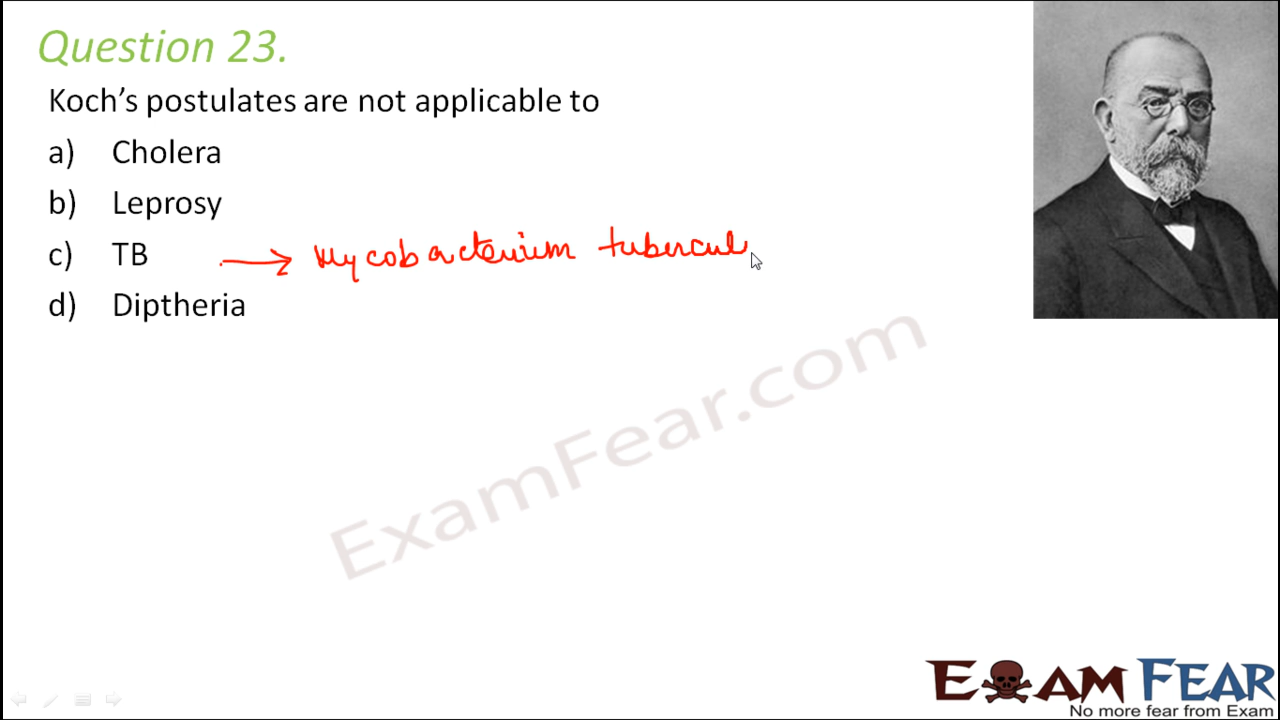 Question 23.
Koch's postulates are not applicable to
a) Cholera
b) Leprosy
c) TB → Mycobacterium tubercul
d) Diptheria
ExamFear.com
EXAM FEAR
No more fear from Exam